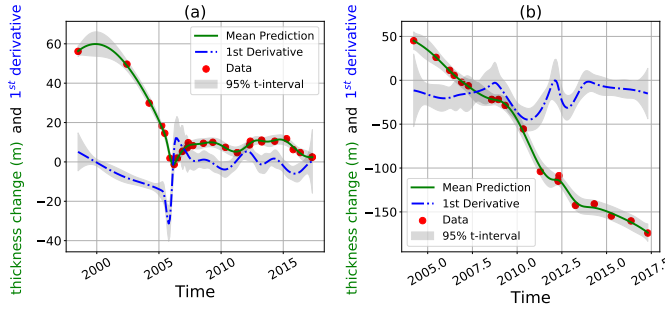 (a)
thickness change (m) and 1st derivative
60
40
20
0
−20
−40
Mean Prediction
1st Derivative
Data
95% t-interval
2000
2005
2010
2015
Time
(b)
thickness change (m) and 1st derivative
50
0
−50
−100
−150
Mean Prediction
1st Derivative
Data
95% t-interval
2005.0
2007.5
2010.0
2012.5
2015.0
2017.5
Time